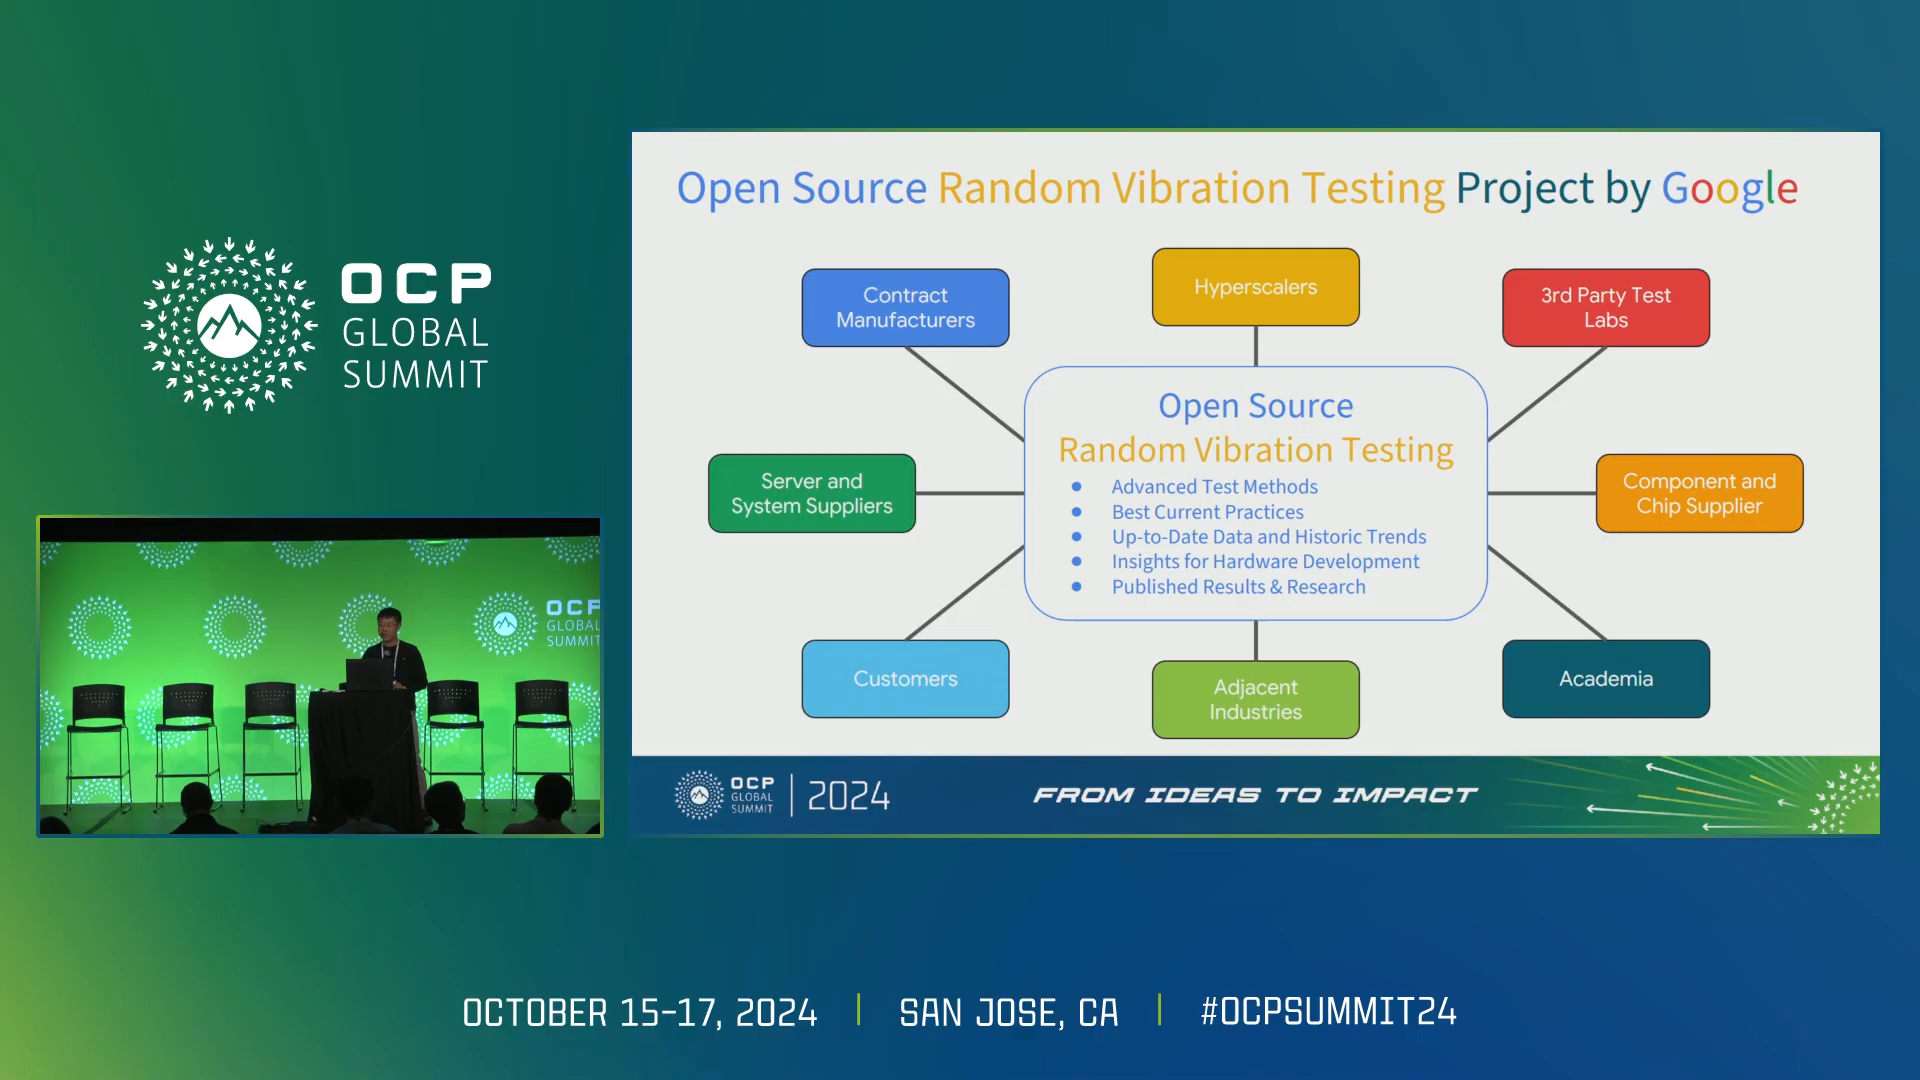 OCP
GLOBAL
SUMMIT
Open Source Random Vibration Testing Project by Google
Contract
Manufacturers
Hyperscalers
3rd Party Test
Labs
Server and
System Suppliers
Open Source
Random Vibration Testing
● Advanced Test Methods
● Best Current Practices
● Up-to-Date Data and Historic Trends
● Insights for Hardware Development
● Published Results & Research
Component and
Chip Supplier
Customers
Adjacent
Industries
Academia
OCP
GLOBAL
SUMMIT
2024
FROM IDEAS TO IMPACT
OCP
GLOBAL
SUMMIT
OCTOBER 15-17, 2024 | SAN JOSE, CA | #OCPSUMMIT24